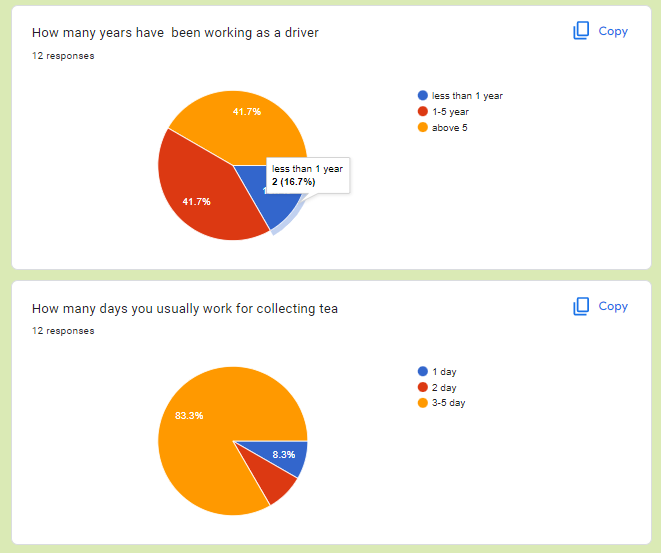 How many years have  been working as a driver
Copy
12 responses
41.7%
less than 1 year
1-5 year
above 5
less than 1 year
2 (16.7%)
41.7%
How many days you usually work for collecting tea
Copy
12 responses
1 day
2 day
3-5 day
83.3%
8.3%